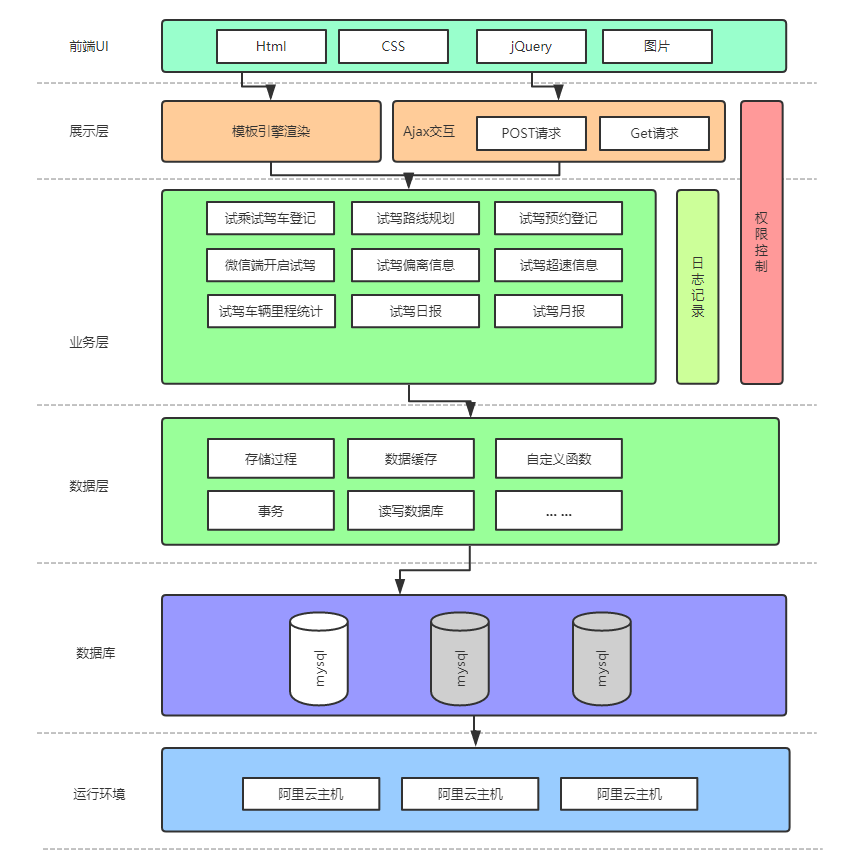 前端UI
Html
CSS
jQuery
图片
展示层
模板引擎渲染
Ajax交互
POST请求
Get请求
权限控制
业务层
试乘试驾车登记
试驾路线规划
试驾预约登记
微信端开启试驾
试驾偏离信息
试驾超速信息
试驾车辆里程统计
试驾日报
试驾月报
日志记录
数据层
存储过程
数据缓存
自定义函数
事务
读写数据库
... ...
数据库
mysql
mysql
mysql
运行环境
阿里云主机
阿里云主机
阿里云主机